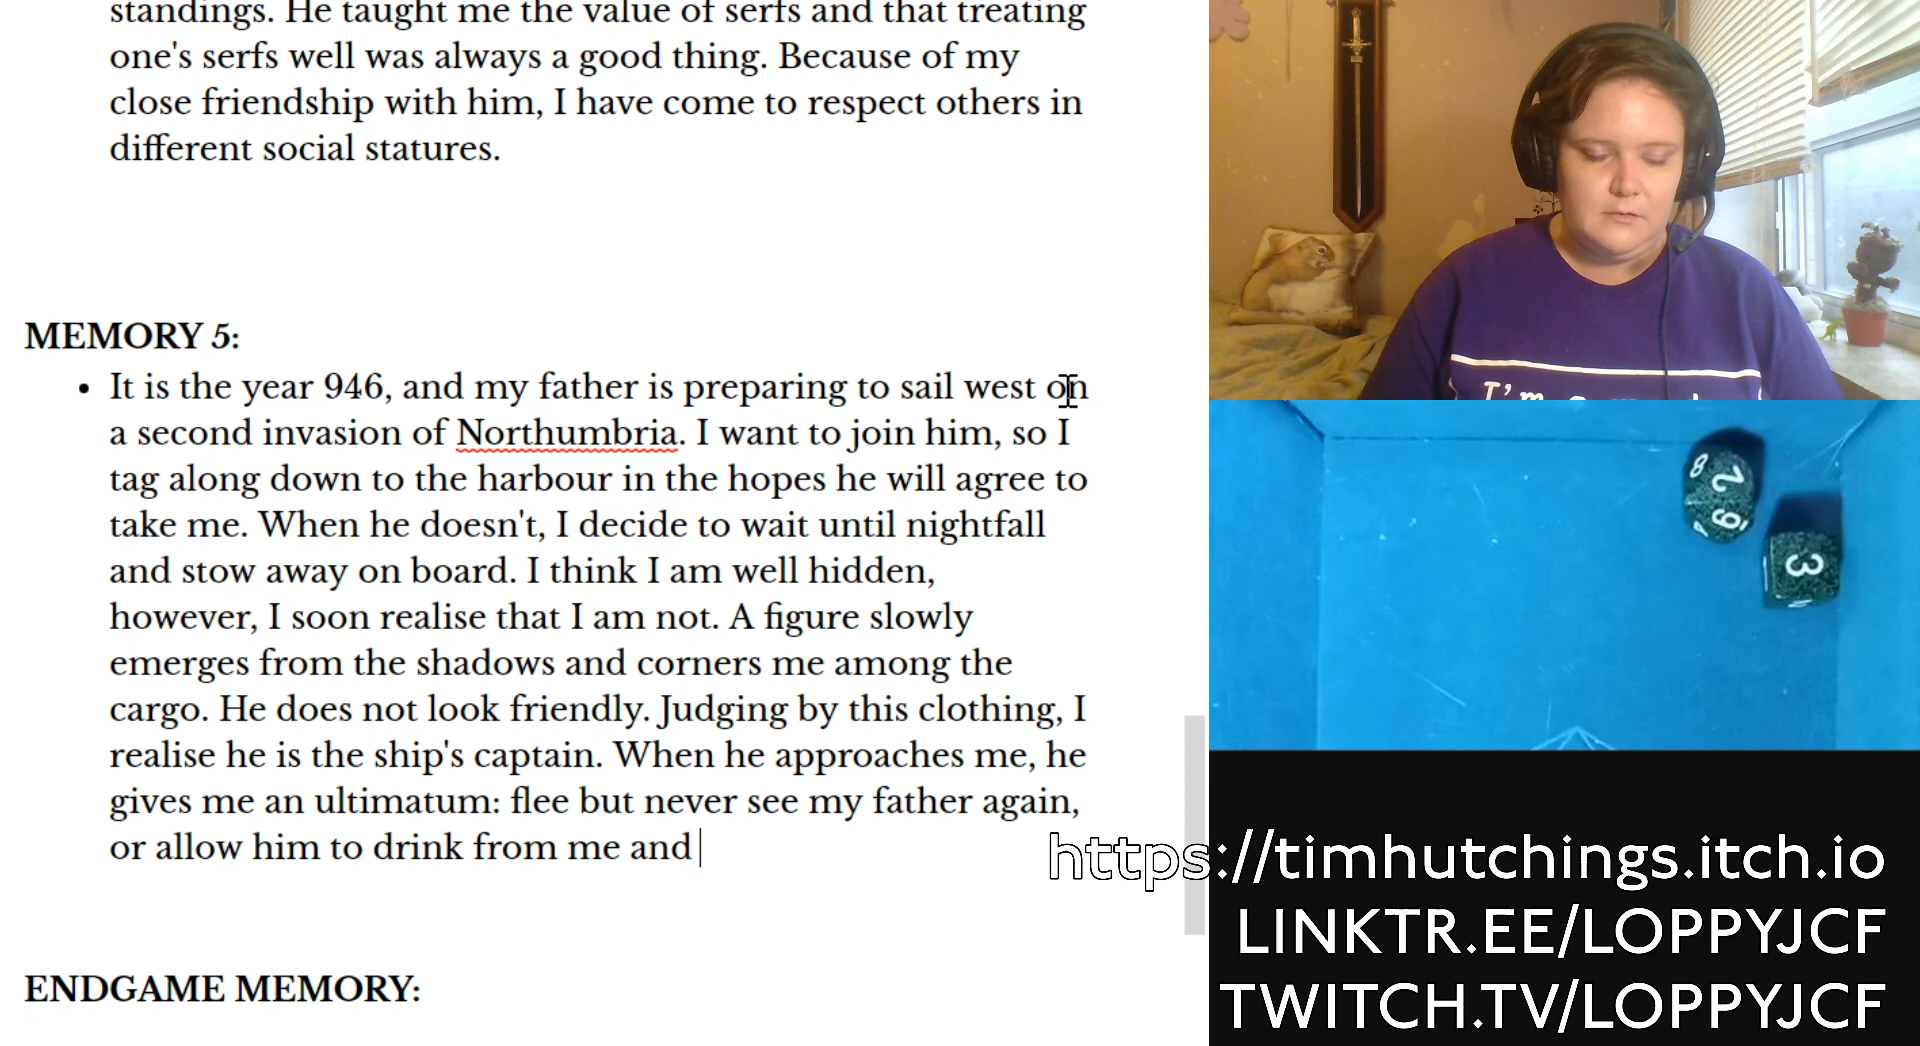 standings. He taught me the value of serfs and that treating
one's serfs well was always a good thing. Because of my
close friendship with him, I have come to respect others in
different social statures.
MEMORY 5:
• It is the year 946, and my father is preparing to sail west on
a second invasion of Northumbria. I want to join him, so I
tag along down to the harbour in the hopes he will agree to
take me. When he doesn't, I decide to wait until nightfall
and stow away on board. I think I am well hidden,
however, I soon realise that I am not. A figure slowly
emerges from the shadows and corners me among the
cargo. He does not look friendly. Judging by this clothing, I
realise he is the ship's captain. When he approaches me, he
gives me an ultimatum: flee but never see my father again,
or allow him to drink from me and
ENDGAME MEMORY:
I'm
8
2
9
3
https://timhutchings.itch.io
LINKTR.EE/LOPPYJCF
TWITCH.TV/LOPPYJCF